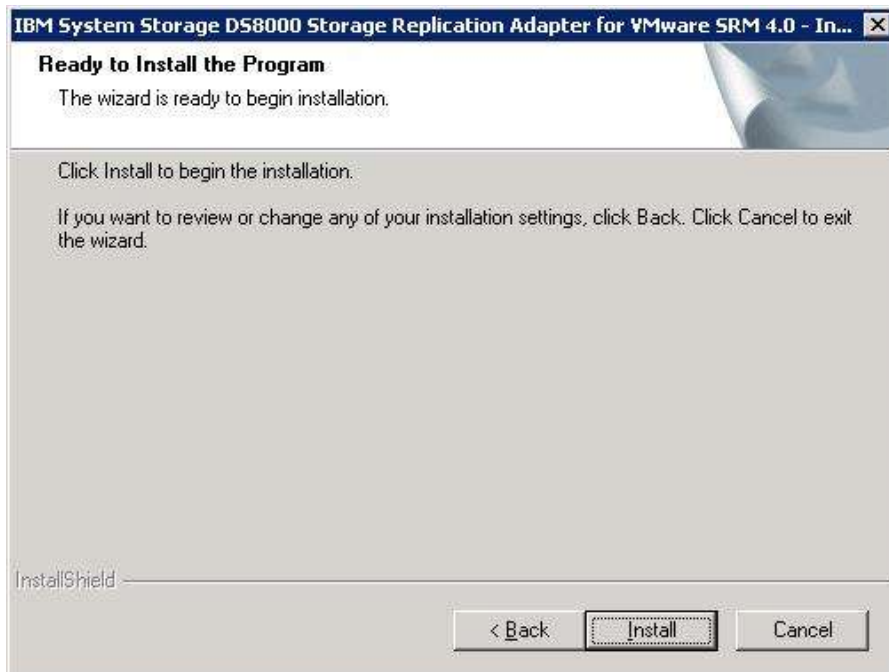 IBM System Storage DS8000 Storage Replication Adapter for VMware SRM 4.0 - In...
Ready to Install the Program
The wizard is ready to begin installation.
Click Install to begin the installation.
If you want to review or change any of your installation settings, click Back. Click Cancel to exit
the wizard.
InstallShield
< Back
Install
Cancel